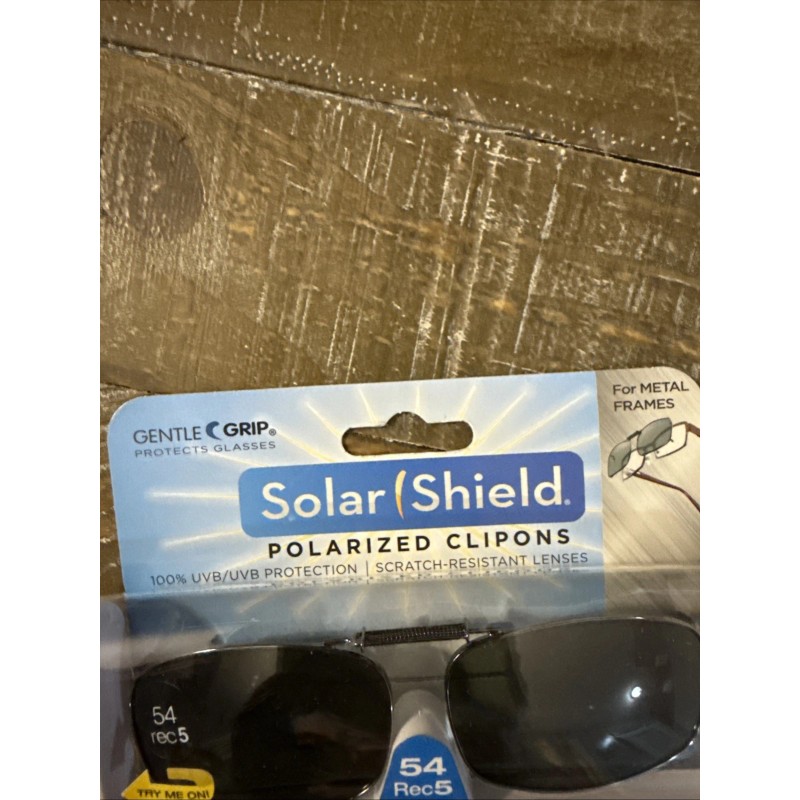 GENTLE GRIP®
PROTECTS GLASSES
For METAL
FRAMES
Solar Shield®
POLARIZED CLIPONS
100% UVB/UVB PROTECTION | SCRATCH-RESISTANT LENSES
54
rec5
TRY ME ON!
54
Rec5